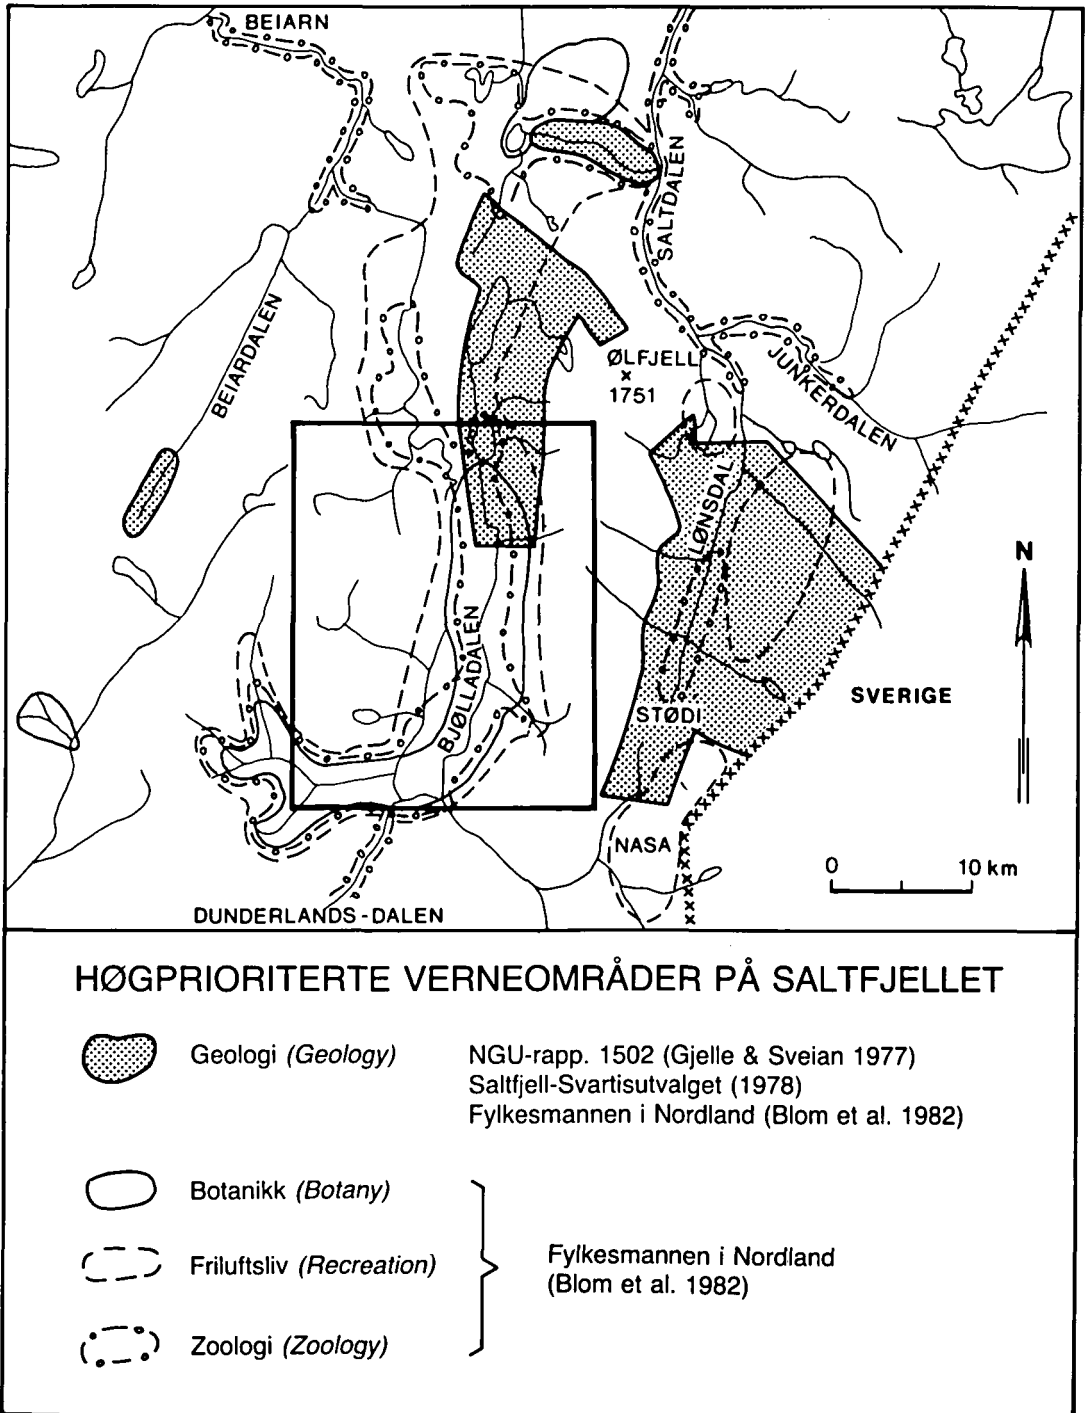 BEIARN
SALTDALEN
BEIARDALEN
ØLFJELL
x
1751
JUNKERDALEN
LØNSDAL
N
BJØLLADALEN
SVERIGE
STØDI
NASA
0 10 km
DUNDERLANDS-DALEN
HØGPRIORITERTE VERNEOMRÅDER PÅ SALTFJELLET
Geologi (Geology)
NGU-rapp. 1502 (Gjelle & Sveian 1977)
Saltfjell-Svartisutvalget (1978)
Fylkesmannen i Nordland (Blom et al. 1982)
Botanikk (Botany)
Friluftsliv (Recreation)
Zoologi (Zoology)
Fylkesmannen i Nordland
(Blom et al. 1982)